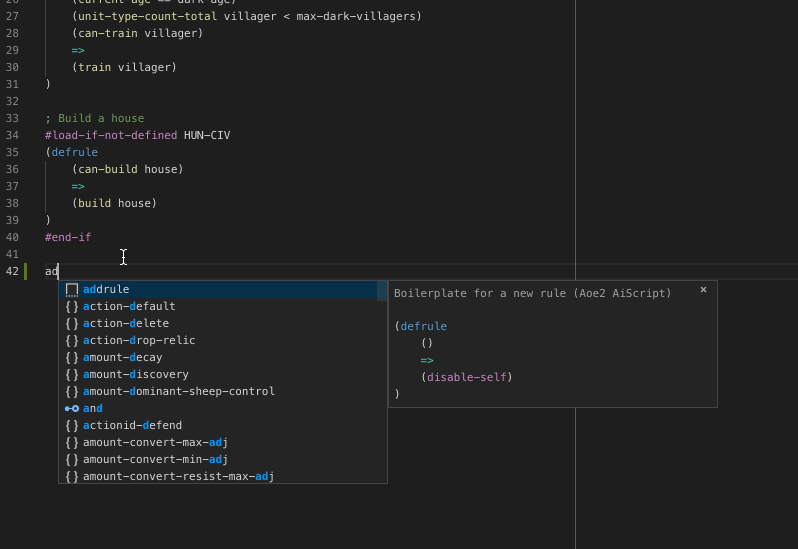 26 (current-age == dark-age)
27 (unit-type-count-total villager < max-dark-villagers)
28 (can-train villager)
29 =>
30 (train villager)
31 )
32
33 ; Build a house
34 #load-if-not-defined HUN-CIV
35 (defrule
36 (can-build house)
37 =>
38 (build house)
39 )
40 #end-if
41
42 ad
addrule
{} action-default
{} action-delete
{} action-drop-relic
{} amount-decay
{} amount-discovery
{} amount-dominant-sheep-control
and
{} actionid-defend
{} amount-convert-max-adj
{} amount-convert-min-adj
{} amount-convert-resist-max-adj
Boilerplate for a new rule (Aoe2 AiScript) ×
(defrule
()
=>
(disable-self)
)